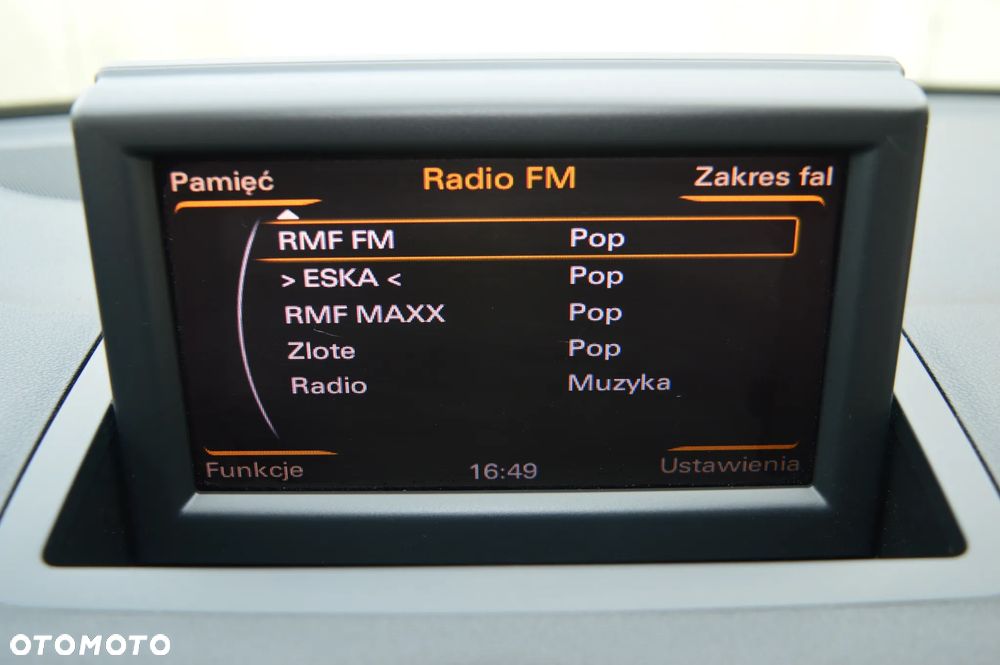 Pamięć Radio FM Zakres fal
RMF FM Pop
> ESKA < Pop
RMF MAXX Pop
Zlote Pop
Radio Muzyka
Funkcje 16:49 Ustawienia
OTOMOTO